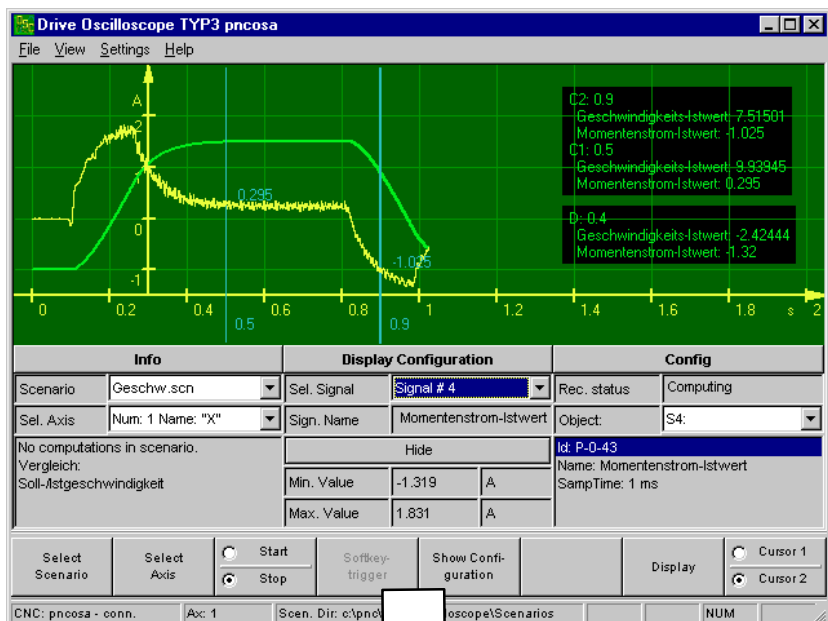 Drive Oscilloscope TYP3 pncosa
File View Settings Help
A
2
1
0
-1
0.295
-1.025
0 0.2 0.4 0.6 0.8 1 1.2 1.4 1.6 1.8 s 2
0.5 0.9
C2: 0.9
Geschwindigkeits-Istwert: 7.51501
Momentenstrom-Istwert: -1.025
C1: 0.5
Geschwindigkeits-Istwert: 9.93945
Momentenstrom-Istwert: 0.295
D: 0.4
Geschwindigkeits-Istwert: -2.42444
Momentenstrom-Istwert: -1.32
Info Display Configuration Config
Scenario Geschw.scn Sel. Signal Signal # 4 Rec. status Computing
Sel. Axis Num: 1 Name: "X" Sign. Name Momentenstrom-Istwert Object: S4:
No computations in scenario.
Vergleich:
Soll-/Istgeschwindigkeit
Hide
Min. Value -1.319 A
Max. Value 1.831 A
Id: P-0-43
Name: Momentenstrom-Istwert
SampTime: 1 ms
Select Scenario
Select Axis
Start
Stop
Softkey-trigger
Show Confi-guration
Display
Cursor 1
Cursor 2
CNC: pncosa - conn. Ax: 1 Scen. Dir: c:\pnc\ oscope\Scenarios NUM